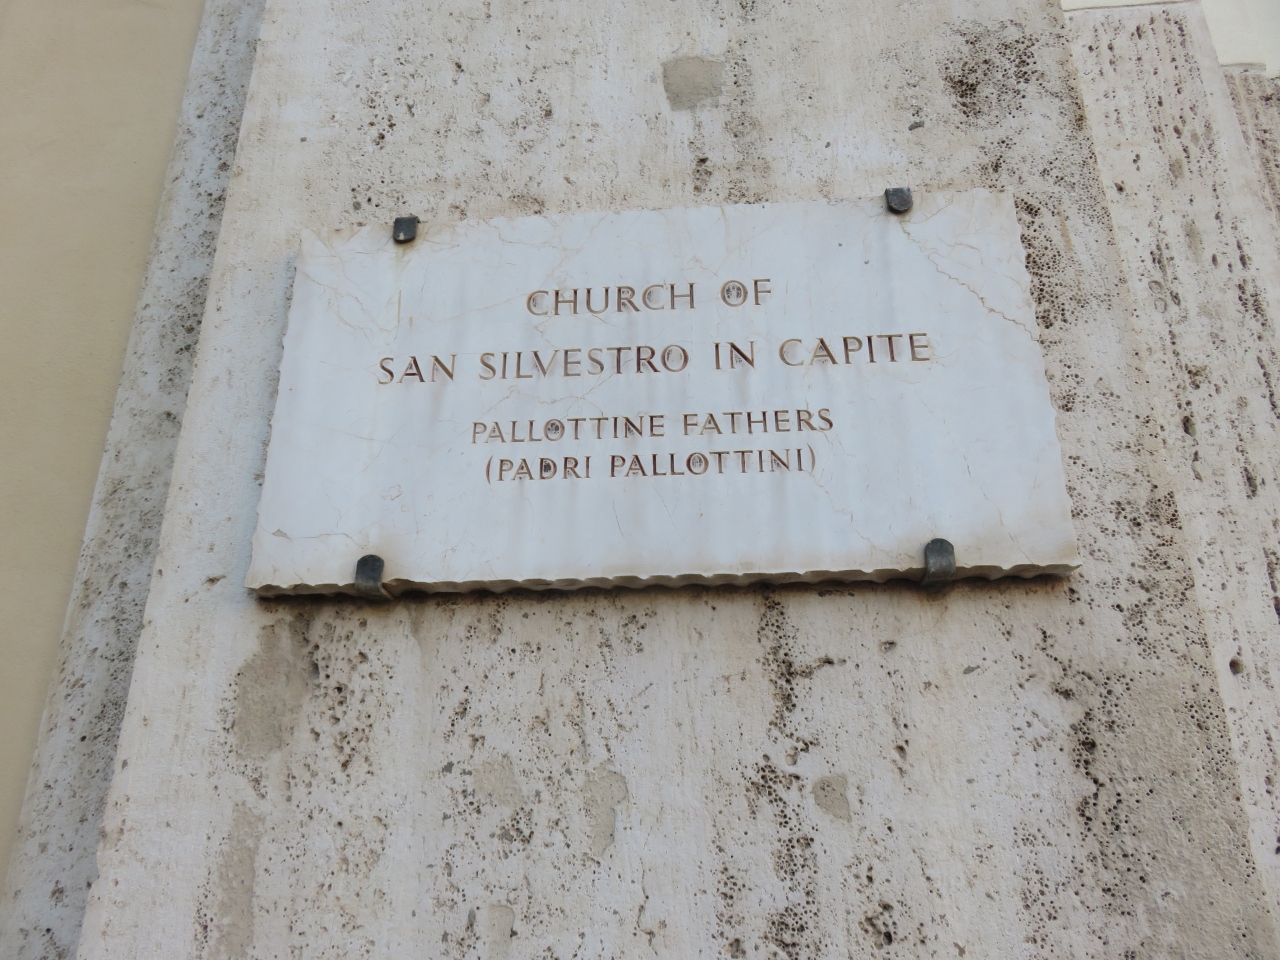 CHURCH OF
SAN SILVESTRO IN CAPITE
PALLOTTINE FATHERS
(PADRI PALLOTTINI)